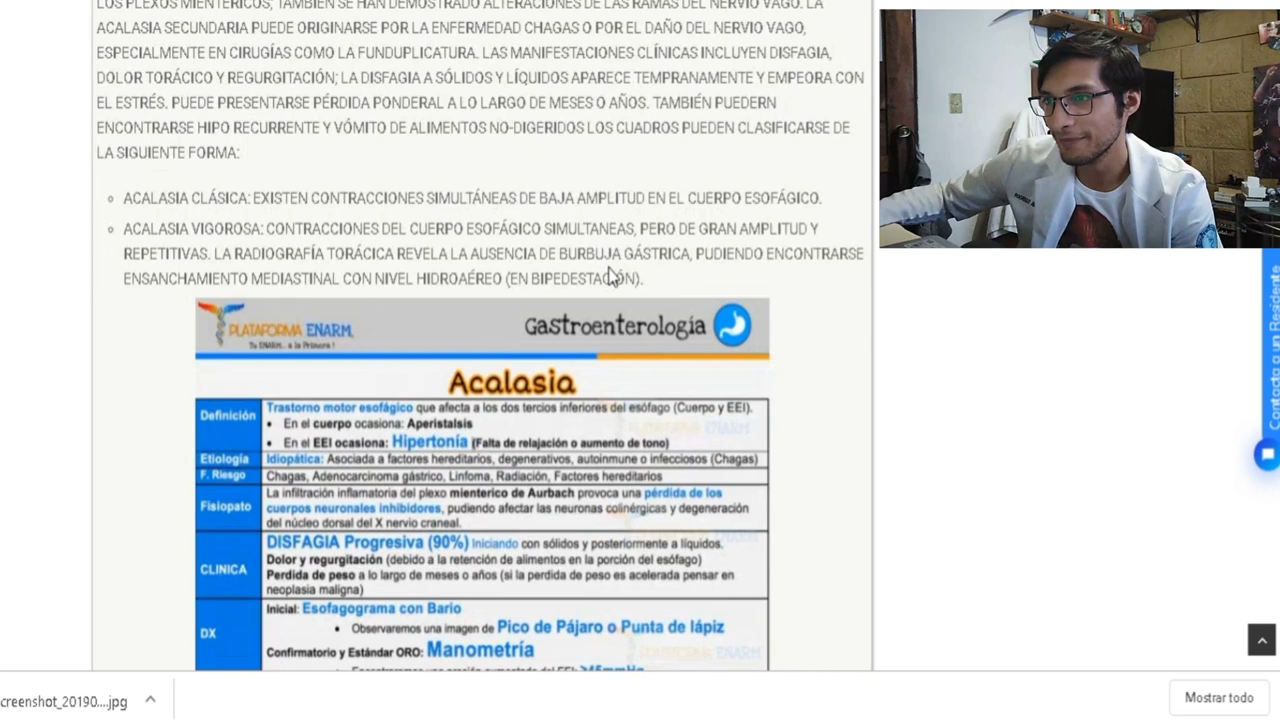 LOS PLEXOS MIENTÉRICOS; TAMBIÉN SE HAN DEMOSTRADO ALTERACIONES DE LAS RAMAS DEL NERVIO VAGO. LA
ACALASIA SECUNDARIA PUEDE ORIGINARSE POR LA ENFERMEDAD CHAGAS O POR EL DAÑO DEL NERVIO VAGO,
ESPECIALMENTE EN CIRUGÍAS COMO LA FUNDUPLICATURA. LAS MANIFESTACIONES CLÍNICAS INCLUYEN DISFAGIA,
DOLOR TORÁCICO Y REGURGITACIÓN; LA DISFAGIA A SÓLIDOS Y LÍQUIDOS APARECE TEMPRANAMENTE Y EMPEORA CON
EL ESTRÉS. PUEDE PRESENTARSE PÉRDIDA PONDERAL A LO LARGO DE MESES O AÑOS. TAMBIÉN PUEDERN
ENCONTRARSE HIPO RECURRENTE Y VÓMITO DE ALIMENTOS NO-DIGERIDOS LOS CUADROS PUEDEN CLASIFICARSE DE
LA SIGUIENTE FORMA:
ACALASIA CLÁSICA: EXISTEN CONTRACCIONES SIMULTÁNEAS DE BAJA AMPLITUD EN EL CUERPO ESOFÁGICO.
ACALASIA VIGOROSA: CONTRACCIONES DEL CUERPO ESOFÁGICO SIMULTANEAS, PERO DE GRAN AMPLITUD Y
REPETITIVAS. LA RADIOGRAFÍA TORÁCICA REVELA LA AUSENCIA DE BURBUJA GÁSTRICA, PUDIENDO ENCONTRARSE
ENSANCHAMIENTO MEDIASTINAL CON NIVEL HIDROAÉREO (EN BIPEDESTACIÓN).
PLATAFORMA ENARM
Tu ENARM... a la Primera !
Gastroenterología
Acalasia
Definición
Trastorno motor esofágico que afecta a los dos tercios inferiores del esófago (Cuerpo y EEI).
• En el cuerpo ocasiona: Aperistalsis
• En el EEI ocasiona: Hipertonía (Falta de relajación o aumento de tono)
Etiología
Idiopática: Asociada a factores hereditarios, degenerativos, autoinmune o infecciosos (Chagas)
F. Riesgo
Chagas, Adenocarcinoma gástrico, Linfoma, Radiación, Factores hereditarios
Fisiopato
La infiltración inflamatoria del plexo mienterico de Aurbach provoca una pérdida de los
cuerpos neuronales inhibidores, pudiendo afectar las neuronas colinérgicas y degeneración
del núcleo dorsal del X nervio craneal.
CLINICA
DISFAGIA Progresiva (90%) Iniciando con sólidos y posteriormente a líquidos.
Dolor y regurgitación (debido a la retención de alimentos en la porción del esófago)
Perdida de peso a lo largo de meses o años (si la perdida de peso es acelerada pensar en
neoplasia maligna)
DX
Inicial: Esofagograma con Bario
• Observaremos una imagen de Pico de Pájaro o Punta de lápiz
Confirmatorio y Estándar ORO: Manometría
Contacta a un Residente
creenshot_20190....jpg
Mostrar todo